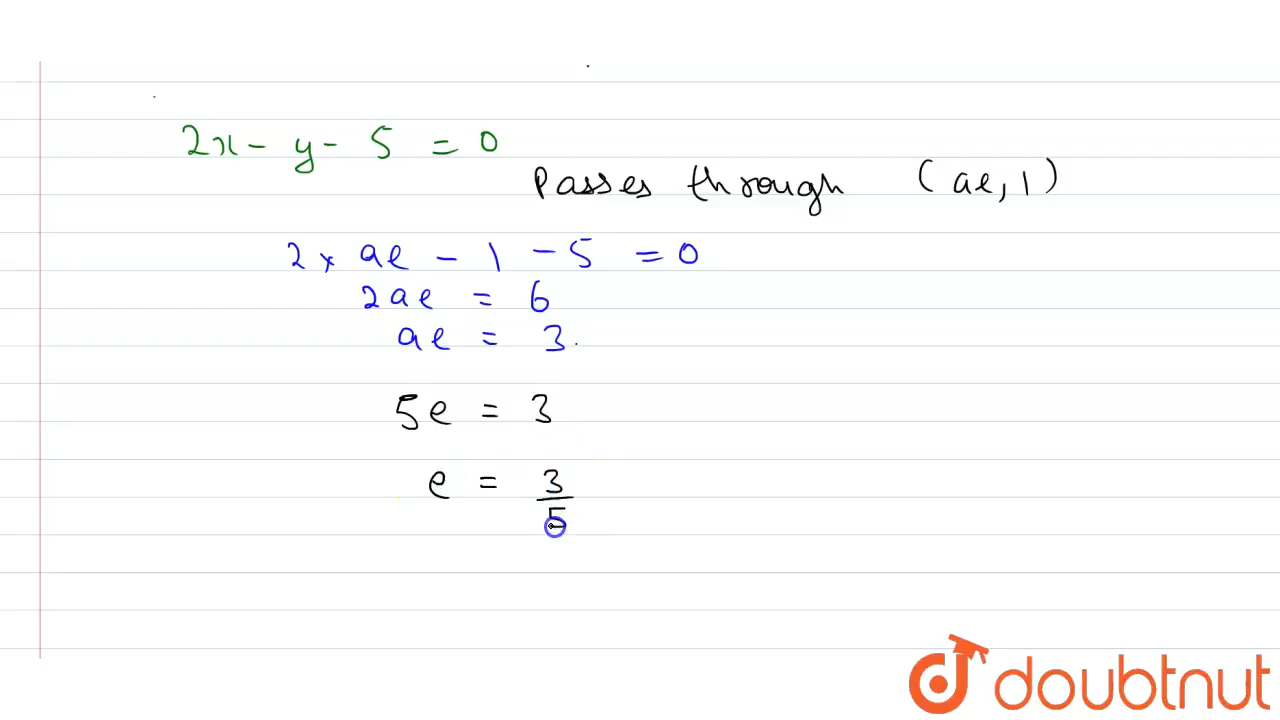 2x - y - 5 = 0
Passes through (ae, 1)
2 × ae - 1 - 5 = 0
2ae = 6
ae = 3.
5e = 3
e = 3/5
doubtnut